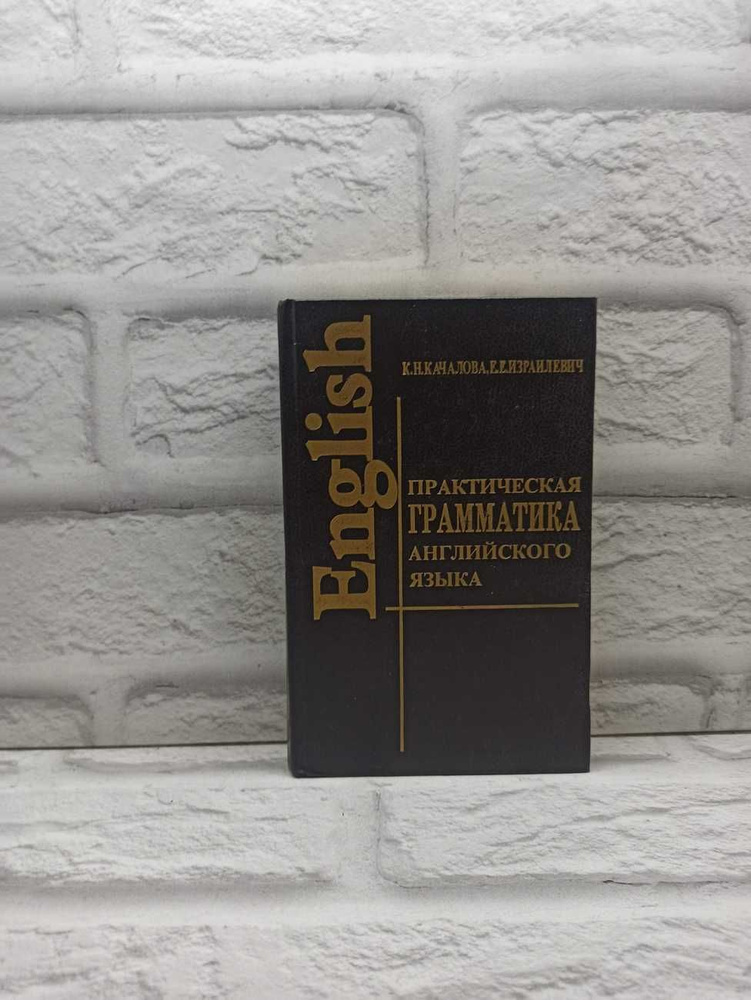 English
К.Н.КАЧАЛОВА, Е.Е.ИЗРАИЛЕВИЧ
ПРАКТИЧЕСКАЯ
ГРАММАТИКА
АНГЛИЙСКОГО
ЯЗЫКА